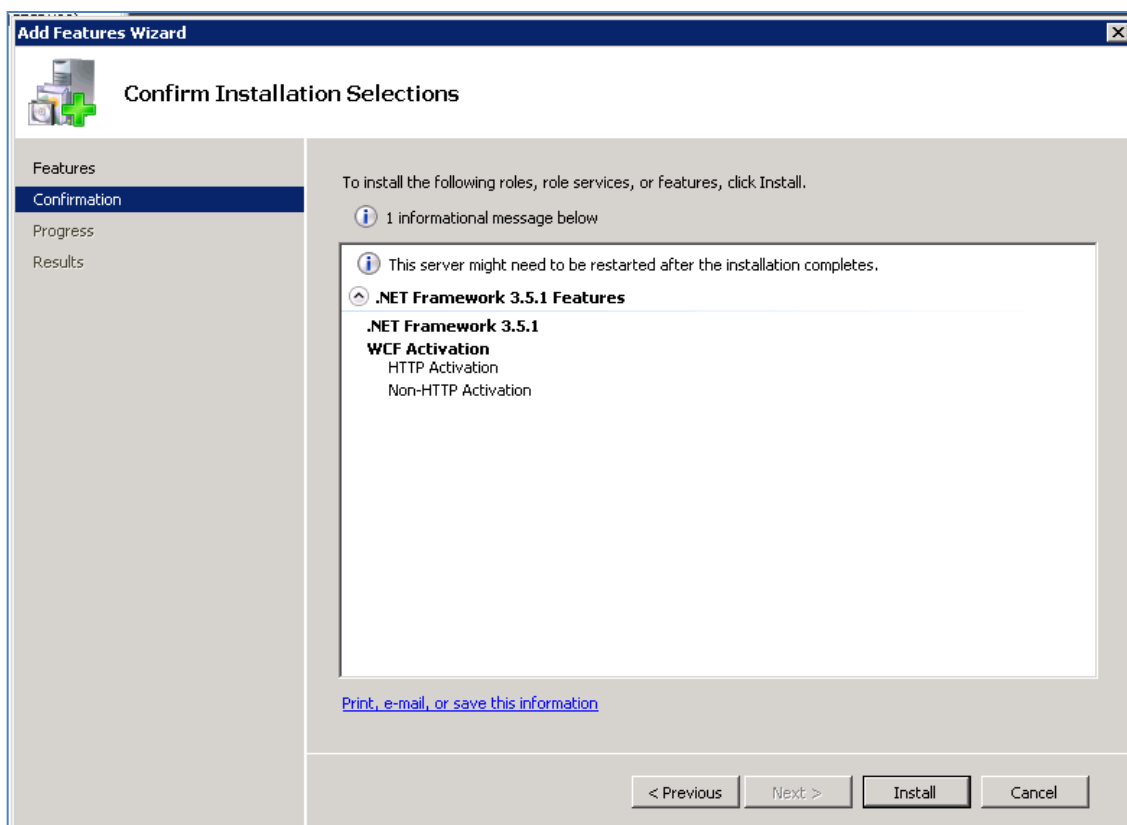 Add Features Wizard
Confirm Installation Selections
Features
Confirmation
Progress
Results
To install the following roles, role services, or features, click Install.
1 informational message below
This server might need to be restarted after the installation completes.
.NET Framework 3.5.1 Features
.NET Framework 3.5.1
WCF Activation
HTTP Activation
Non-HTTP Activation
Print, e-mail, or save this information
< Previous Next > Install Cancel